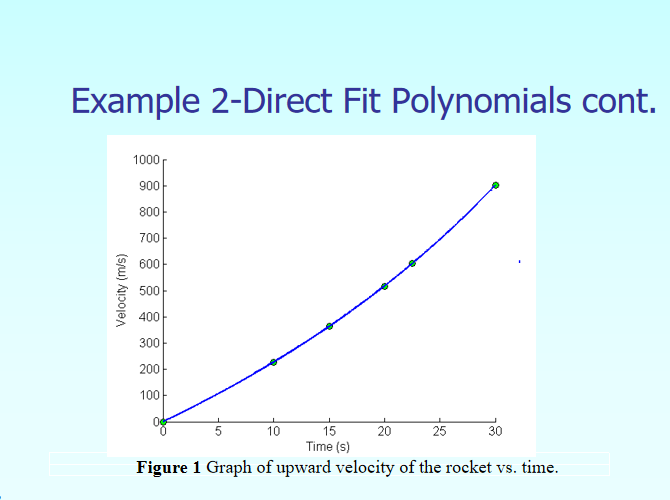 Example 2-Direct Fit Polynomials cont.
1000
900
800
700
600
500
400
300
200
100
0
Velocity (m/s)
0 5 10 15 20 25 30
Time (s)
Figure 1 Graph of upward velocity of the rocket vs. time.